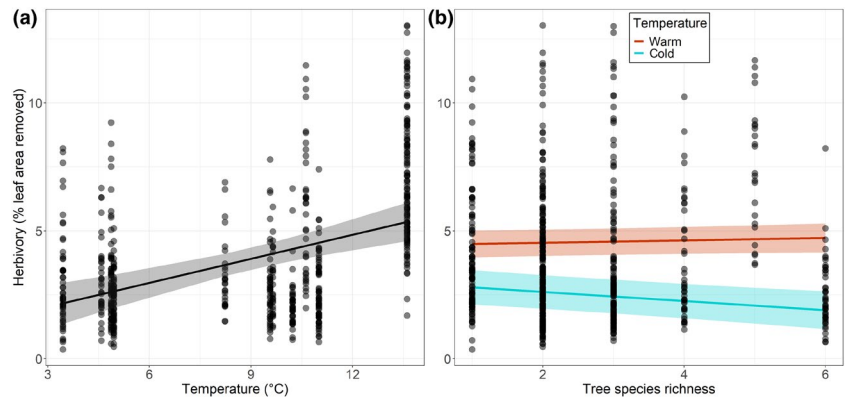 (a)
Herbivory (% leaf area removed)
10
5
0
3 6 9 12
Temperature (°C)
(b)
Temperature
Warm
Cold
10
5
0
2 4 6
Tree species richness